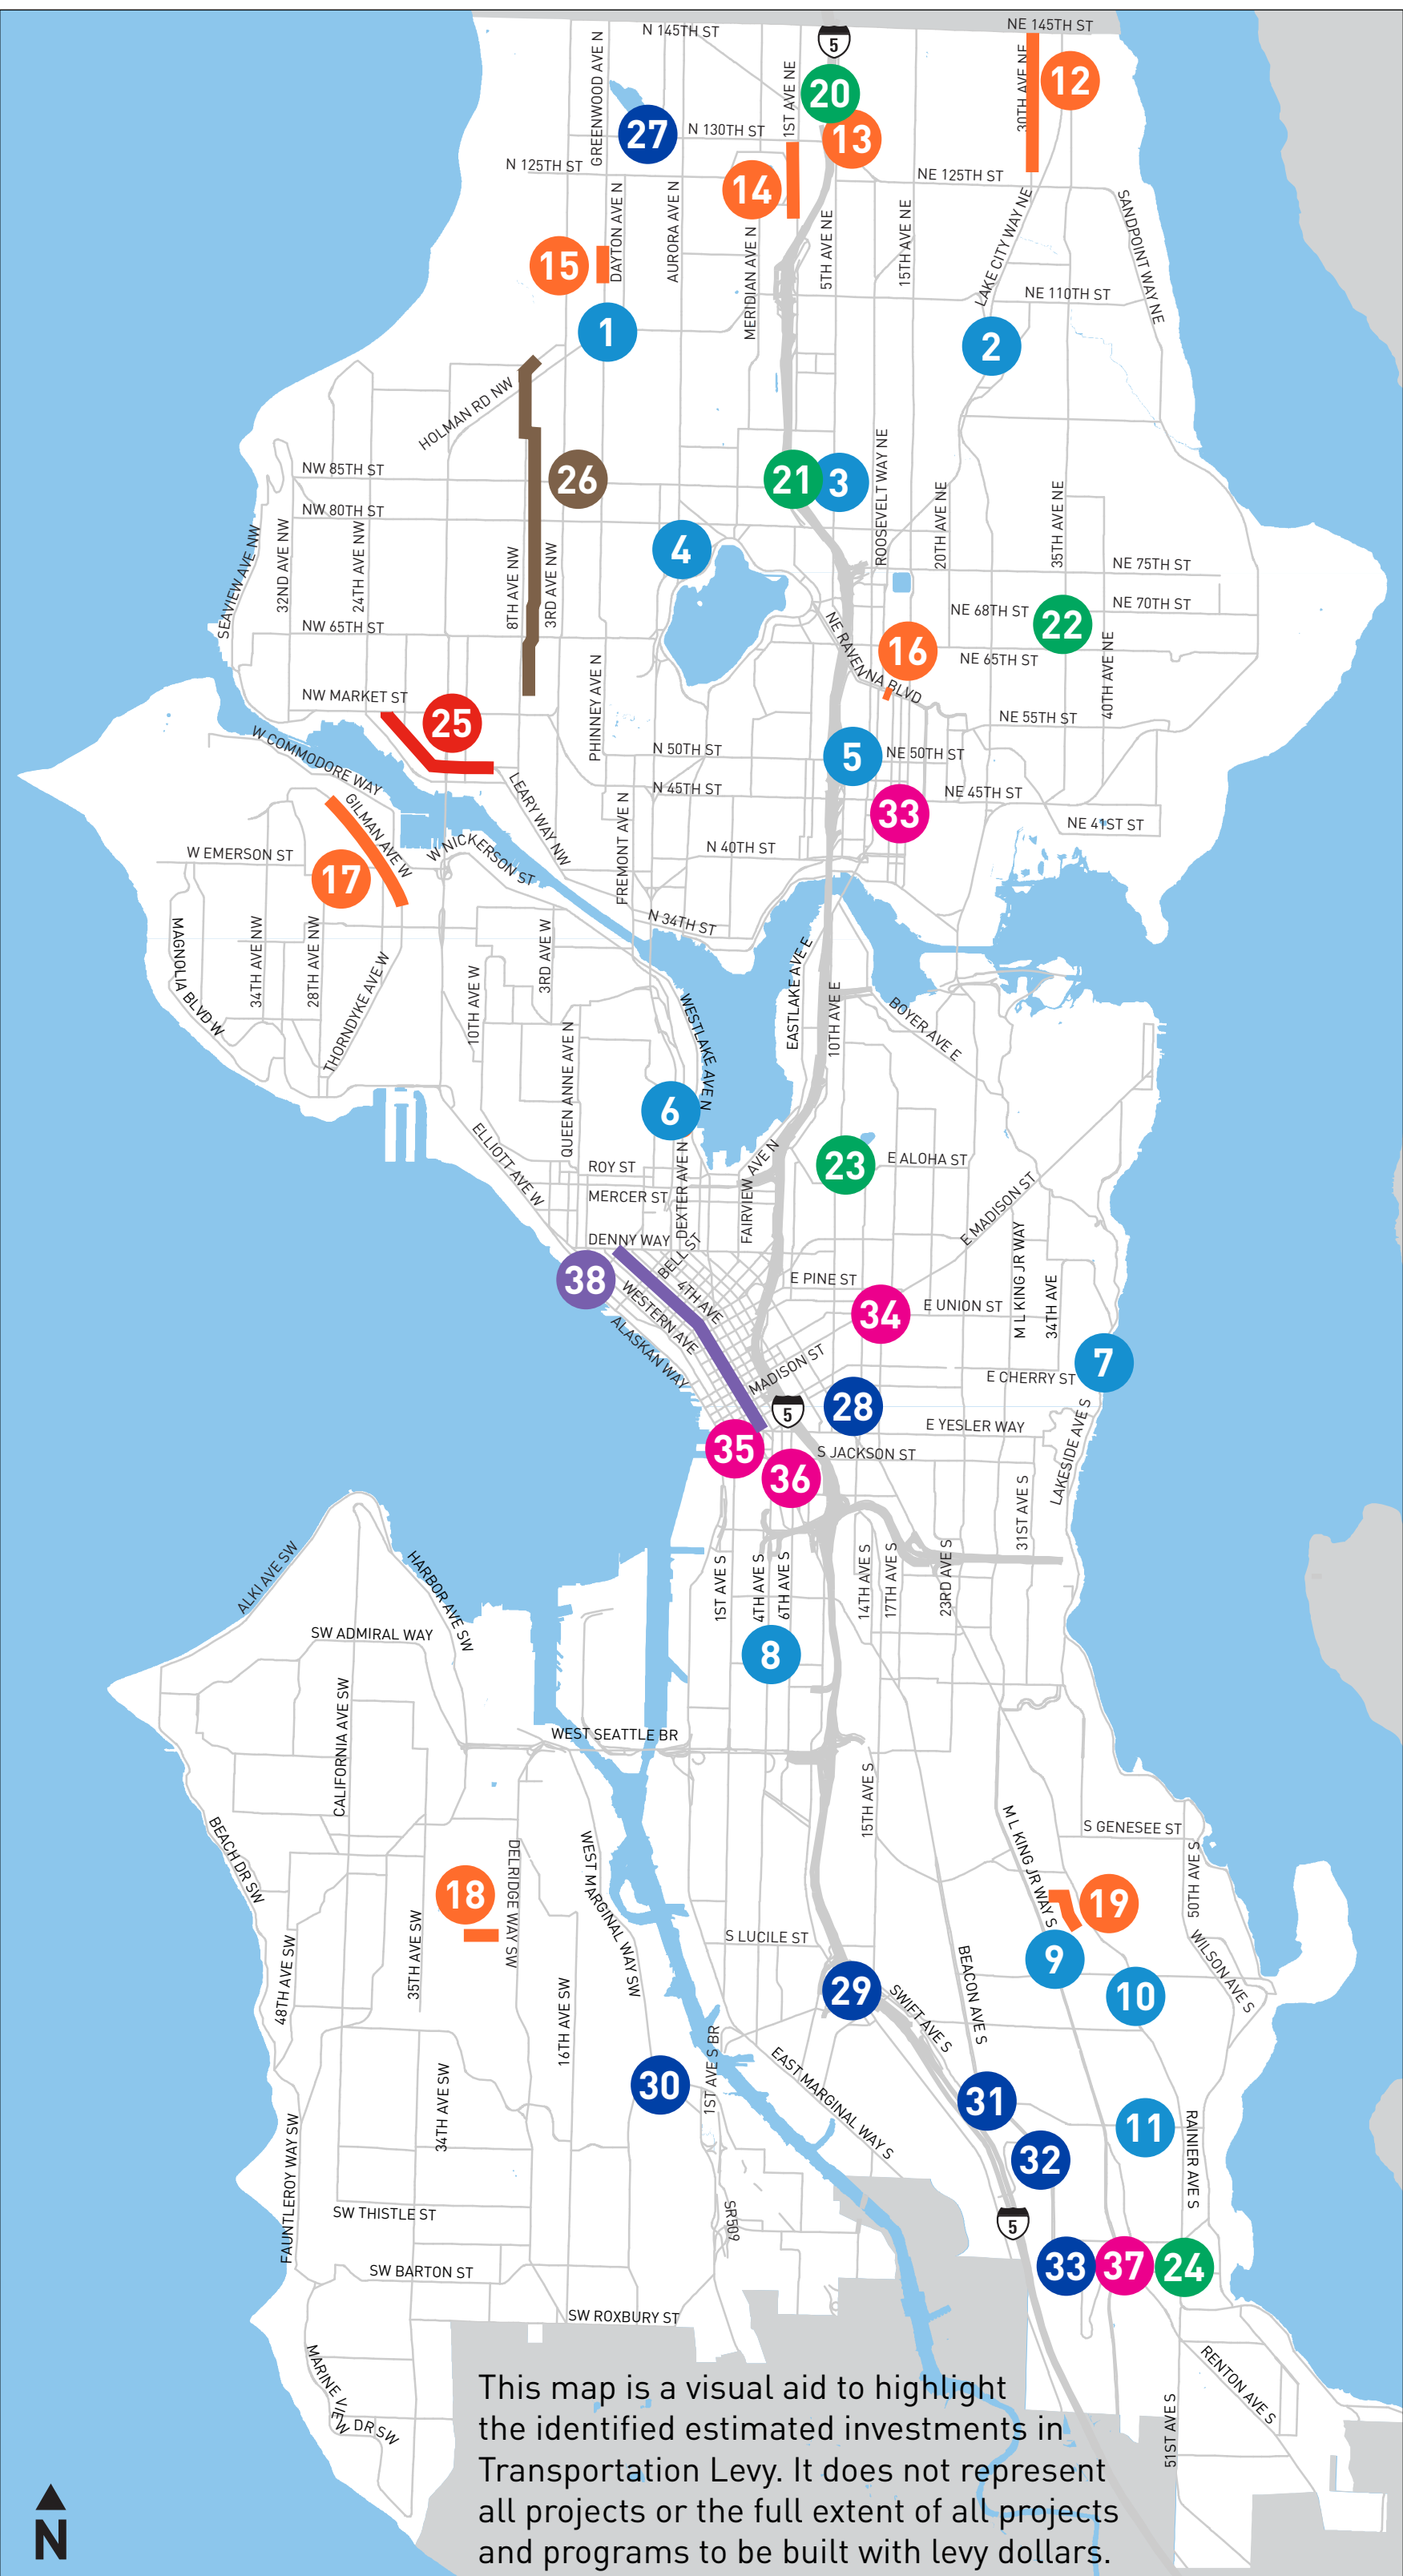 N 145TH ST
5
NE 145TH ST
GREENWOOD AVE N
1ST AVE NE
30TH AVE NE
12
20
27
N 130TH ST
13
N 125TH ST
14
NE 125TH ST
DAYTON AVE N
AURORA AVE N
MERIDIAN AVE N
5TH AVE NE
15TH AVE NE
LAKE CITY WAY NE
SANDPOINT WAY NE
15
NE 110TH ST
1
2
HOLMAN RD NW
NW 85TH ST
26
21
3
ROOSEVELT WAY NE
NW 80TH ST
20TH AVE NE
35TH AVE NE
SEAVIEW AVE NW
32ND AVE NW
24TH AVE NW
8TH AVE NW
3RD AVE NW
4
NE 75TH ST
NE 70TH ST
NE 68TH ST
22
NW 65TH ST
NE RAVENNA BLVD
16
NE 65TH ST
40TH AVE NE
NW MARKET ST
25
PHINNEY AVE N
NE 55TH ST
W COMMODORE WAY
N 50TH ST
5
NE 50TH ST
GILMAN AVE W
LEARY WAY NW
N 45TH ST
33
NE 45TH ST
FREMONT AVE N
NE 41ST ST
W EMERSON ST
17
W NICKERSON ST
N 40TH ST
N 34TH ST
MAGNOLIA BLVD W
34TH AVE NW
28TH AVE NW
THORNDYKE AVE W
10TH AVE W
3RD AVE W
EASTLAKE AVE E
10TH AVE E
BOYER AVE E
WESTLAKE AVE N
QUEEN ANNE AVE N
6
ELLIOTT AVE W
ROY ST
MERCER ST
DEXTER AVE N
FAIRVIEW AVE N
23
E ALOHA ST
E MADISON ST
DENNY WAY
BELL ST
38
WESTERN AVE
4TH AVE
ALASKAN WAY
E PINE ST
34
E UNION ST
M L KING JR WAY
34TH AVE
MADISON ST
7
E CHERRY ST
5
28
E YESLER WAY
LAKESIDE AVE S
35
36
S JACKSON ST
31ST AVE S
ALKI AVE SW
HARBOR AVE SW
1ST AVE S
4TH AVE S
6TH AVE S
14TH AVE S
17TH AVE S
23RD AVE S
SW ADMIRAL WAY
8
CALIFORNIA AVE SW
WEST SEATTLE BR
15TH AVE S
BEACH DR SW
M L KING JR WAY S
S GENESEE ST
DELRIDGE WAY SW
WEST MARGINAL WAY SW
50TH AVE S
18
19
35TH AVE SW
48TH AVE SW
S LUCILE ST
9
WILSON AVE S
10
29
SWIFT AVE S
BEACON AVE S
16TH AVE SW
34TH AVE SW
30
1ST AVE S BR
EAST MARGINAL WAY S
31
11
32
RAINIER AVE S
FAUNTLEROY WAY SW
SW THISTLE ST
SR509
5
SW BARTON ST
33
37
24
SW ROXBURY ST
MARINE VIEW DR SW
RENTON AVE S
51ST AVE S
This map is a visual aid to highlight
the identified estimated investments in
Transportation Levy. It does not represent
all projects or the full extent of all projects
and programs to be built with levy dollars.
N